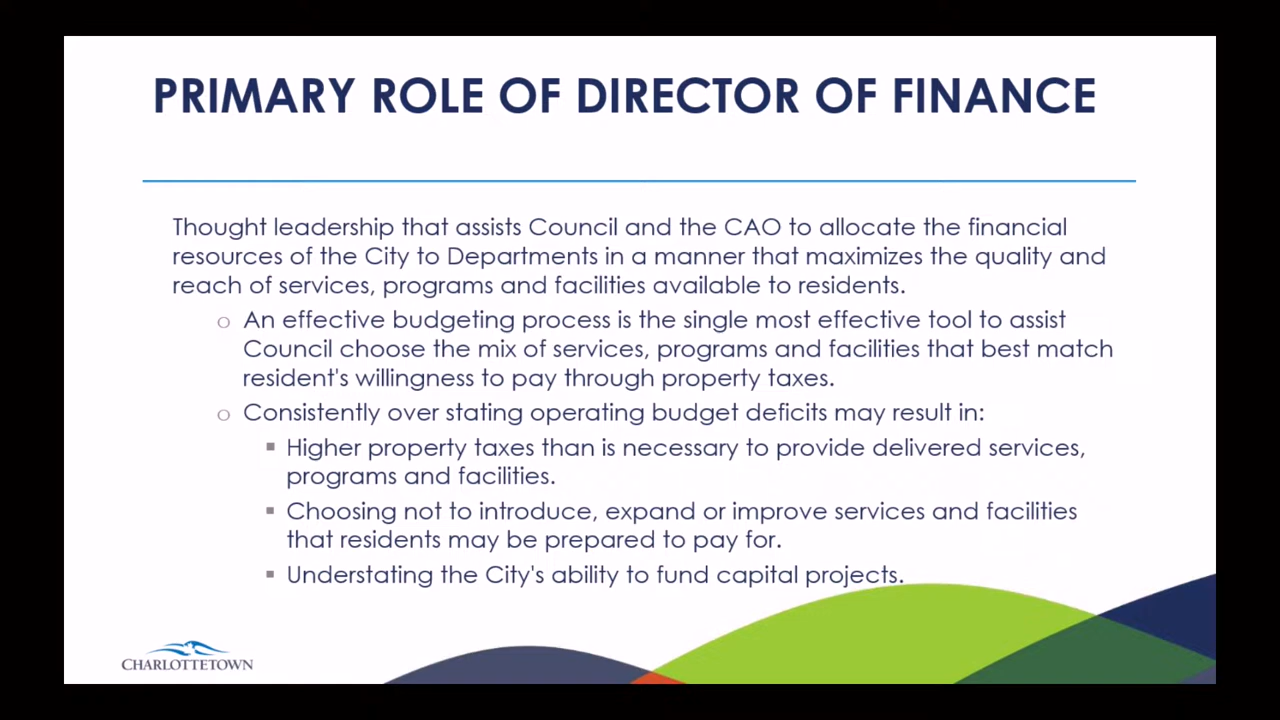 PRIMARY ROLE OF DIRECTOR OF FINANCE
Thought leadership that assists Council and the CAO to allocate the financial
resources of the City to Departments in a manner that maximizes the quality and
reach of services, programs and facilities available to residents.
An effective budgeting process is the single most effective tool to assist
Council choose the mix of services, programs and facilities that best match
resident's willingness to pay through property taxes.
Consistently over stating operating budget deficits may result in:
Higher property taxes than is necessary to provide delivered services,
programs and facilities.
Choosing not to introduce, expand or improve services and facilities
that residents may be prepared to pay for.
Understating the City's ability to fund capital projects.
CHARLOTTETOWN